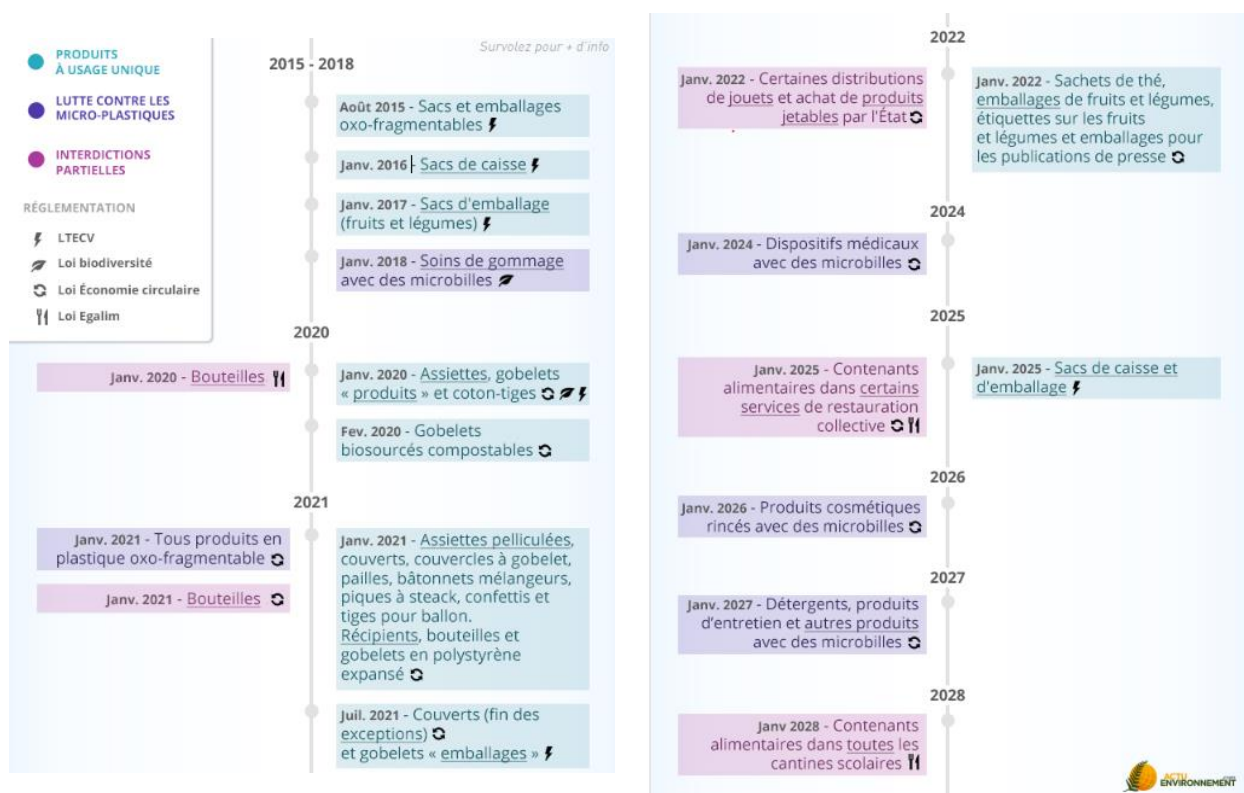 Survolez pour + d'info
PRODUITS
À USAGE UNIQUE
LUTTE CONTRE LES
MICRO-PLASTIQUES
INTERDICTIONS
PARTIELLES
RÉGLEMENTATION
LTECV
Loi biodiversité
Loi Économie circulaire
Loi Egalim
2015 - 2018
Août 2015 - Sacs et emballages
oxo-fragmentables
Janv. 2016 - Sacs de caisse
Janv. 2017 - Sacs d'emballage
(fruits et légumes)
Janv. 2018 - Soins de gommage
avec des microbilles
2020
Janv. 2020 - Bouteilles
Janv. 2020 - Assiettes, gobelets
« produits » et coton-tiges
Fev. 2020 - Gobelets
biosourcés compostables
2021
Janv. 2021 - Tous produits en
plastique oxo-fragmentable
Janv. 2021 - Bouteilles
Janv. 2021 - Assiettes pelliculées,
couverts, couvercles à gobelet,
pailles, bâtonnets mélangeurs,
piques à steack, confettis et
tiges pour ballon.
Récipients, bouteilles et
gobelets en polystyrène
expansé
Juil. 2021 - Couverts (fin des
exceptions)
et gobelets « emballages »
2022
Janv. 2022 - Certaines distributions
de jouets et achat de produits
jetables par l'État
Janv. 2022 - Sachets de thé,
emballages de fruits et légumes,
étiquettes sur les fruits
et légumes et emballages pour
les publications de presse
2024
Janv. 2024 - Dispositifs médicaux
avec des microbilles
2025
Janv. 2025 - Contenants
alimentaires dans certains
services de restauration
collective
Janv. 2025 - Sacs de caisse et
d'emballage
2026
Janv. 2026 - Produits cosmétiques
rincés avec des microbilles
2027
Janv. 2027 - Détergents, produits
d'entretien et autres produits
avec des microbilles
2028
Janv 2028 - Contenants
alimentaires dans toutes les
cantines scolaires
ACTU
ENVIRONNEMENT
.com